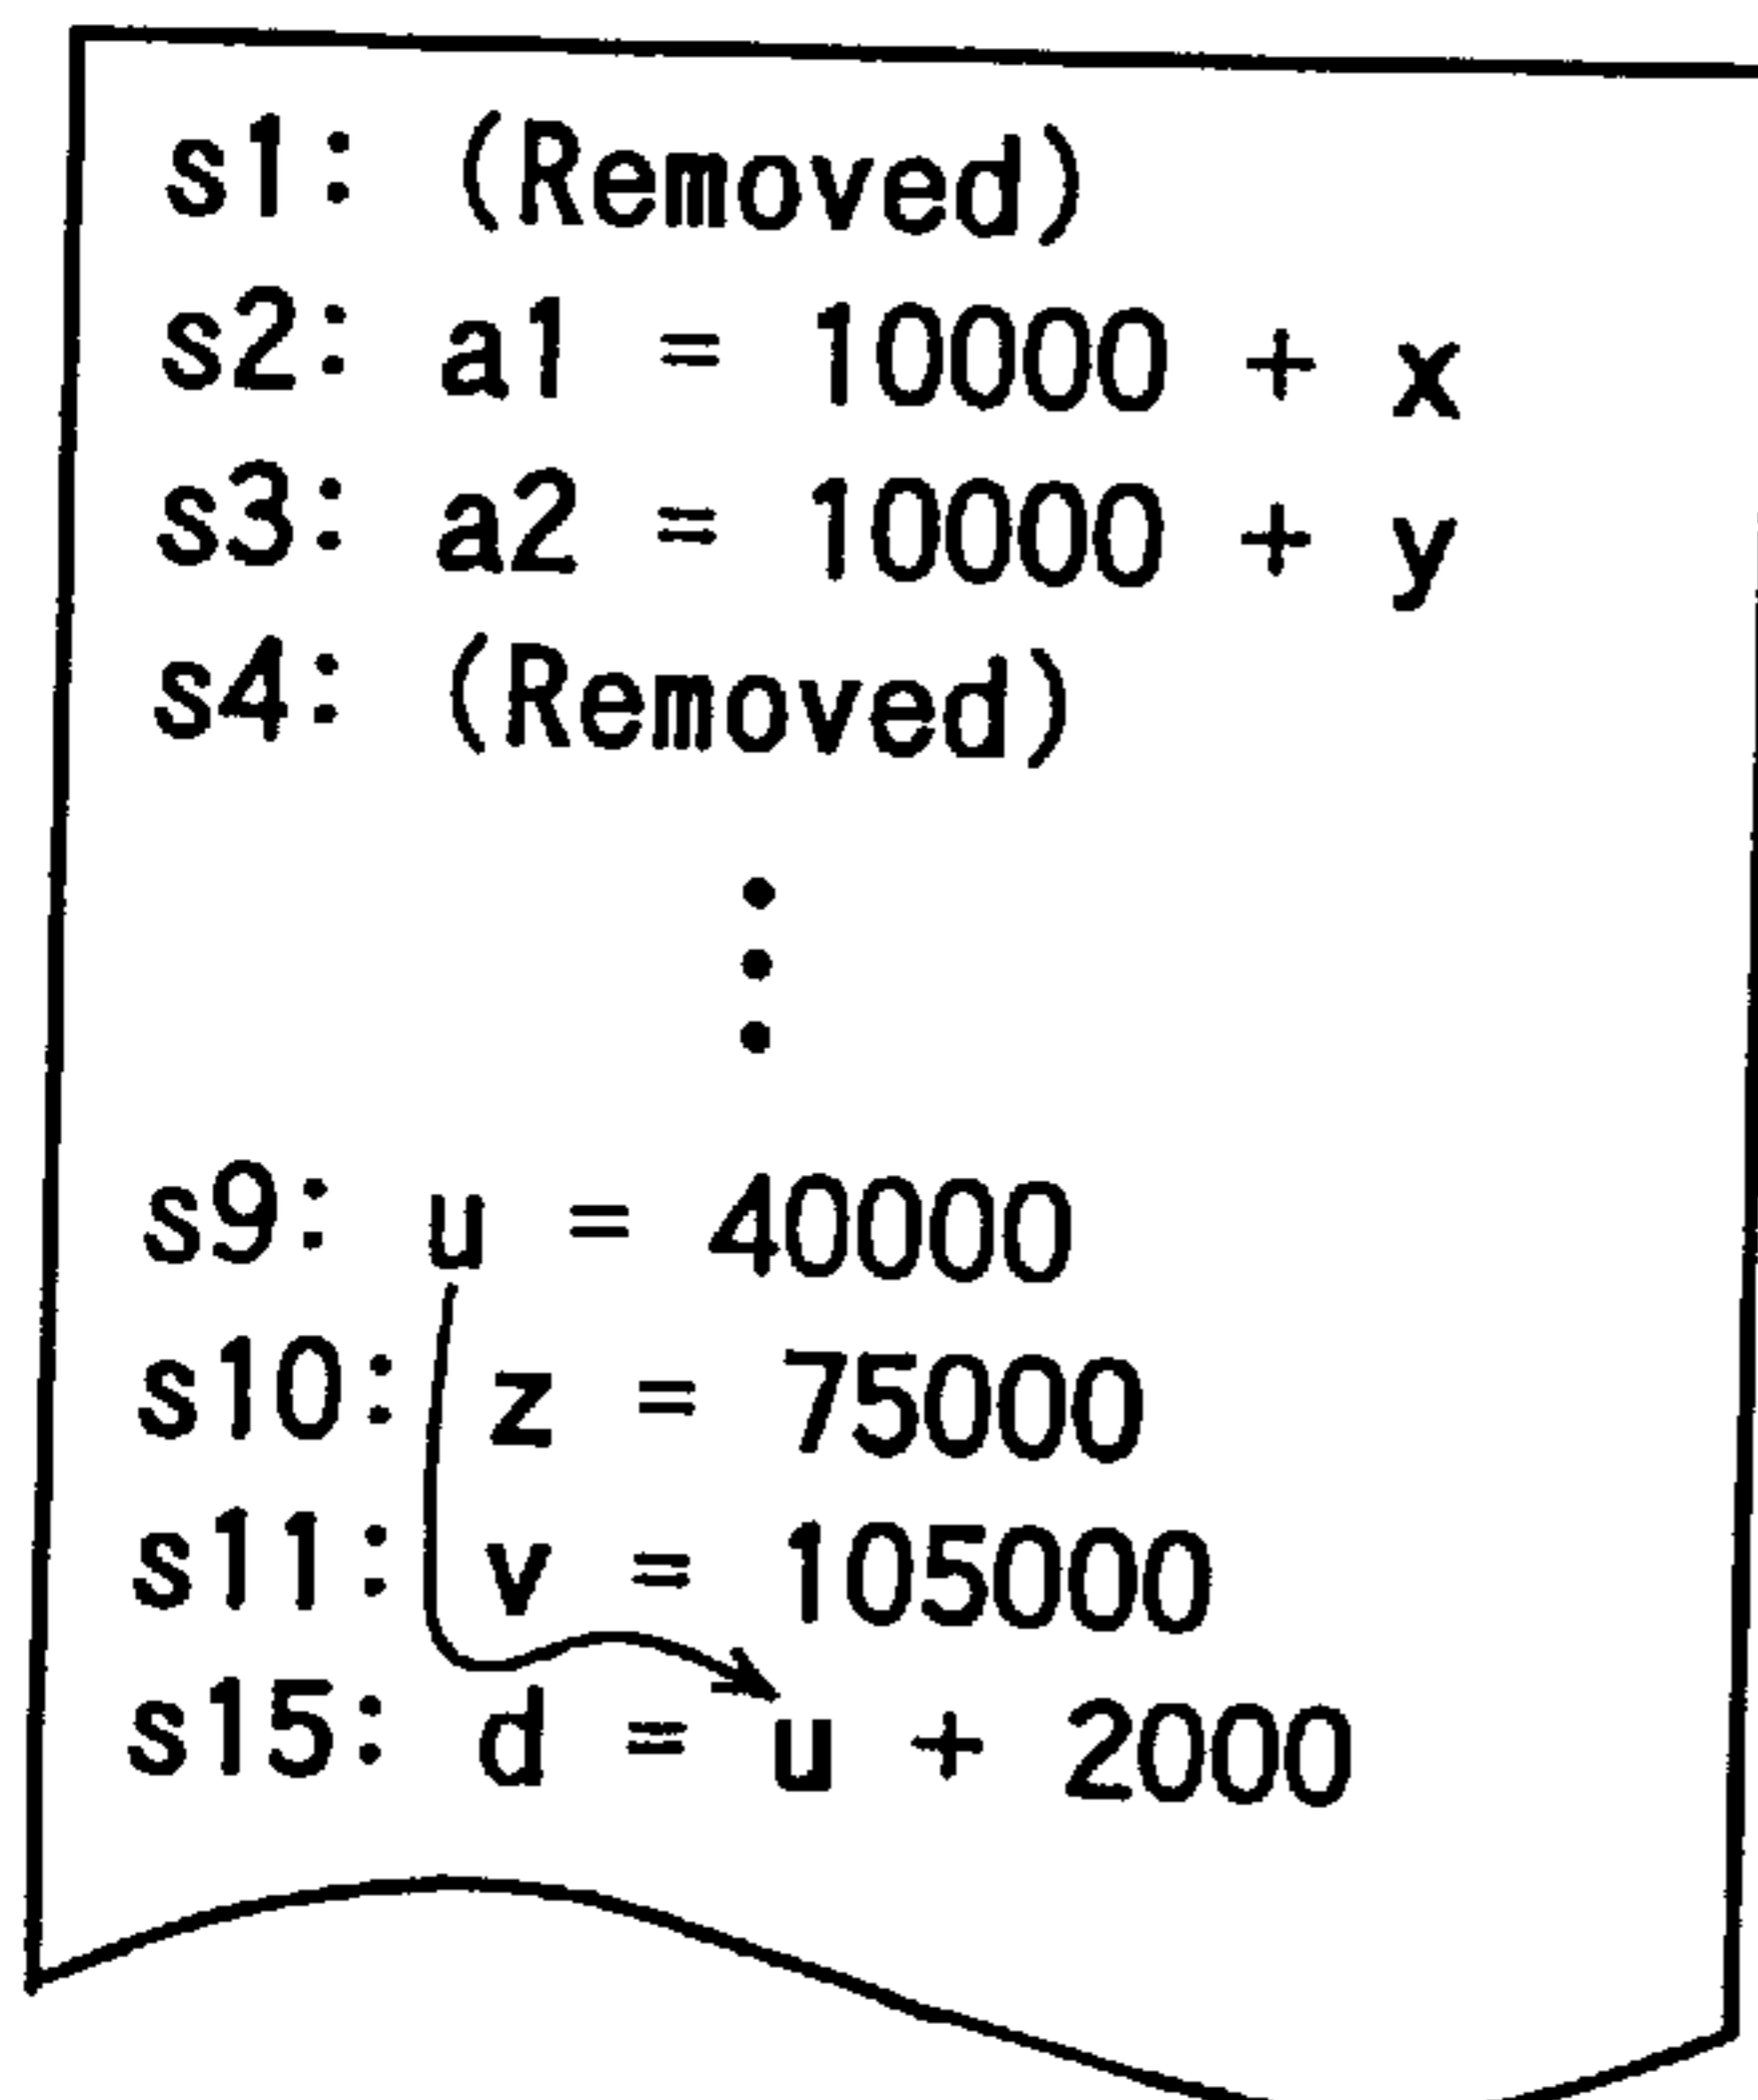 s1: (Removed)
s2: a1 = 10000 + x
s3: a2 = 10000 + y
s4: (Removed)
s9: u = 40000
s10: z = 75000
s11: v = 105000
s15: d = u + 2000